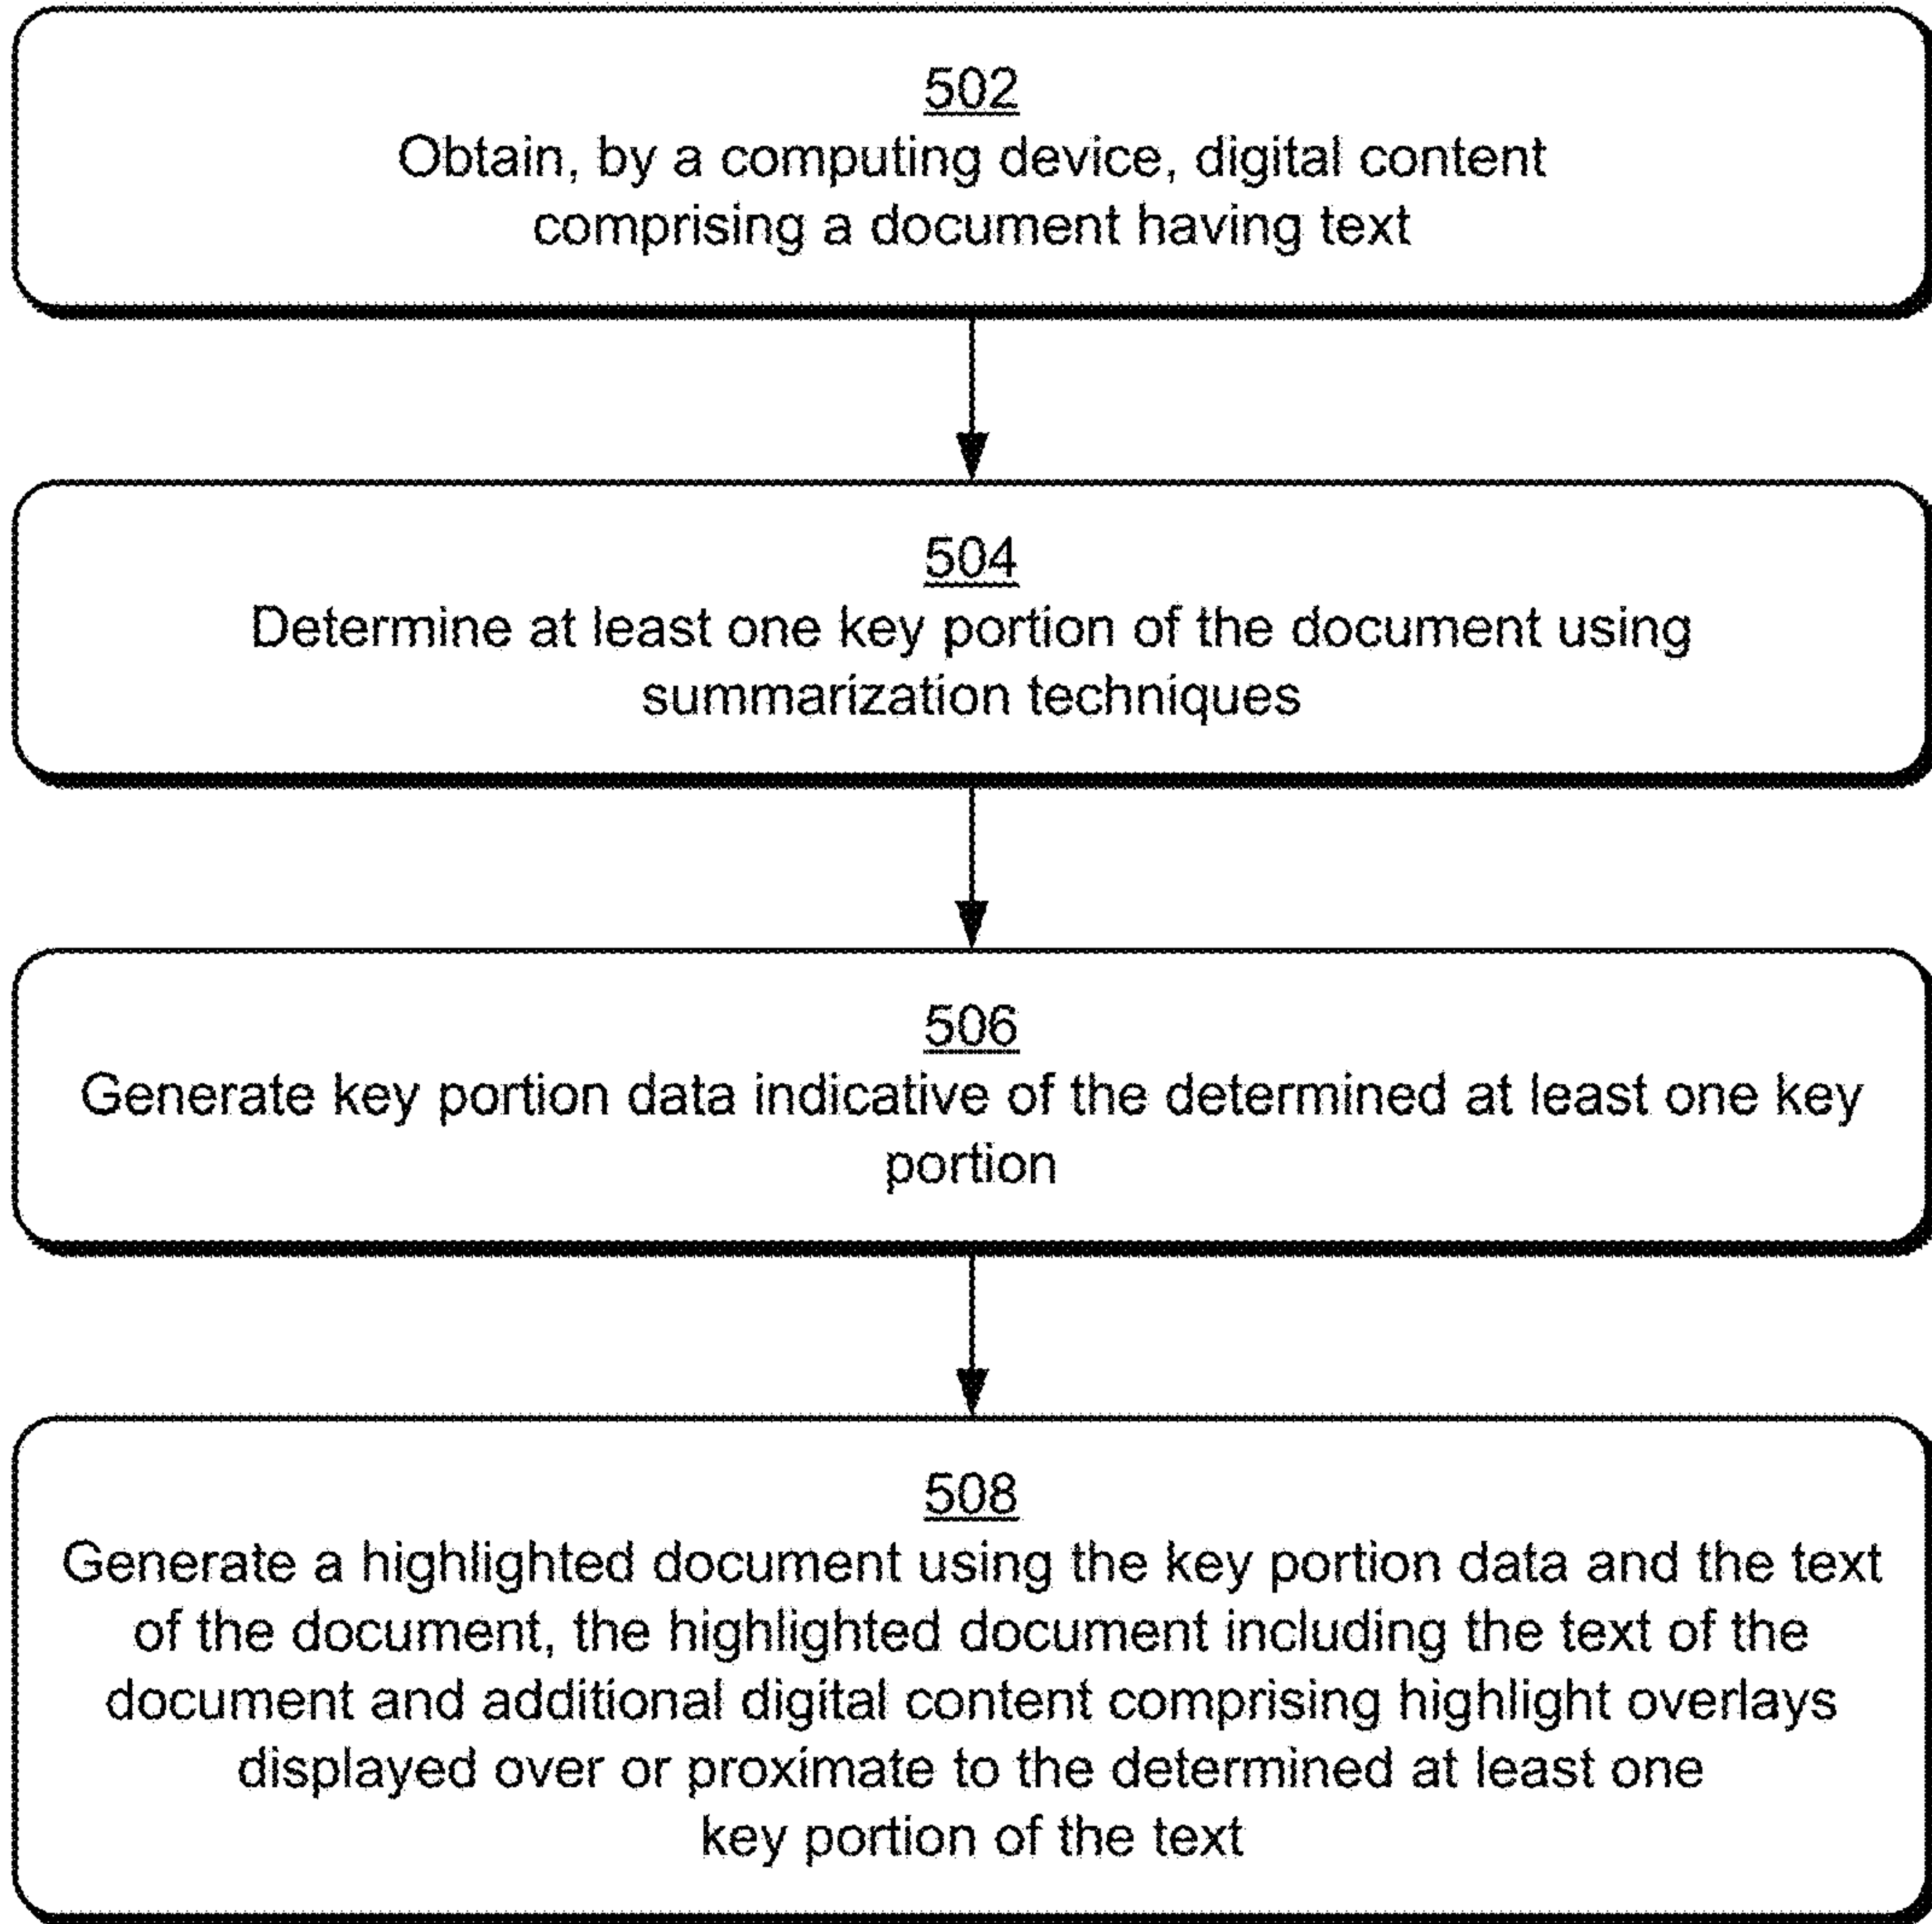 502
Obtain, by a computing device, digital content
comprising a document having text
504
Determine at least one key portion of the document using
summarization techniques
506
Generate key portion data indicative of the determined at least one key
portion
508
Generate a highlighted document using the key portion data and the text
of the document, the highlighted document including the text of the
document and additional digital content comprising highlight overlays
displayed over or proximate to the determined at least one
key portion of the text